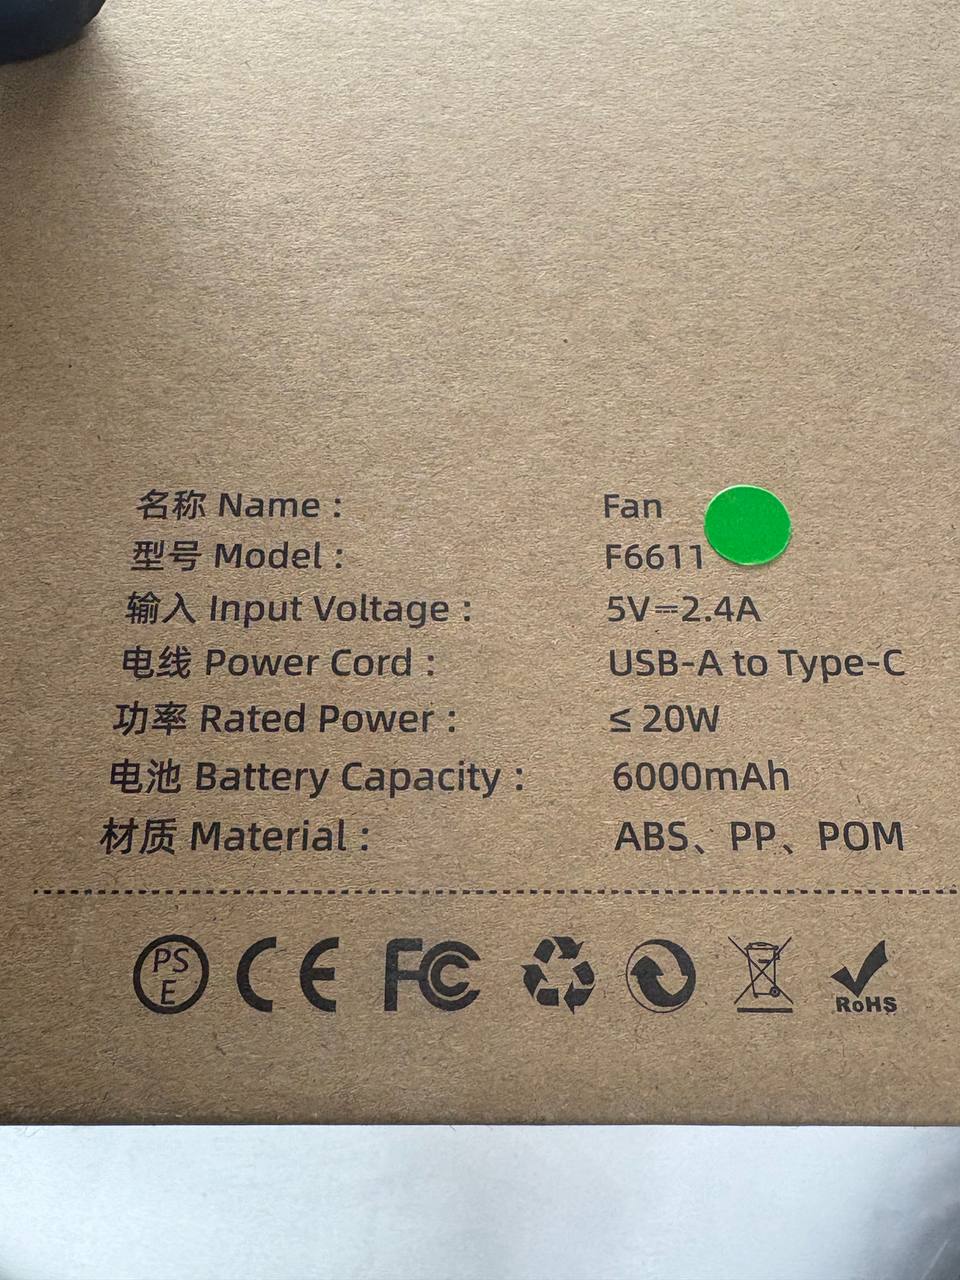 名称 Name : Fan
型号 Model : F6611
输入 Input Voltage : 5V⎓2.4A
电线 Power Cord : USB-A to Type-C
功率 Rated Power : ≤ 20W
电池 Battery Capacity : 6000mAh
材质 Material : ABS、PP、POM
PS E CE FC RoHS